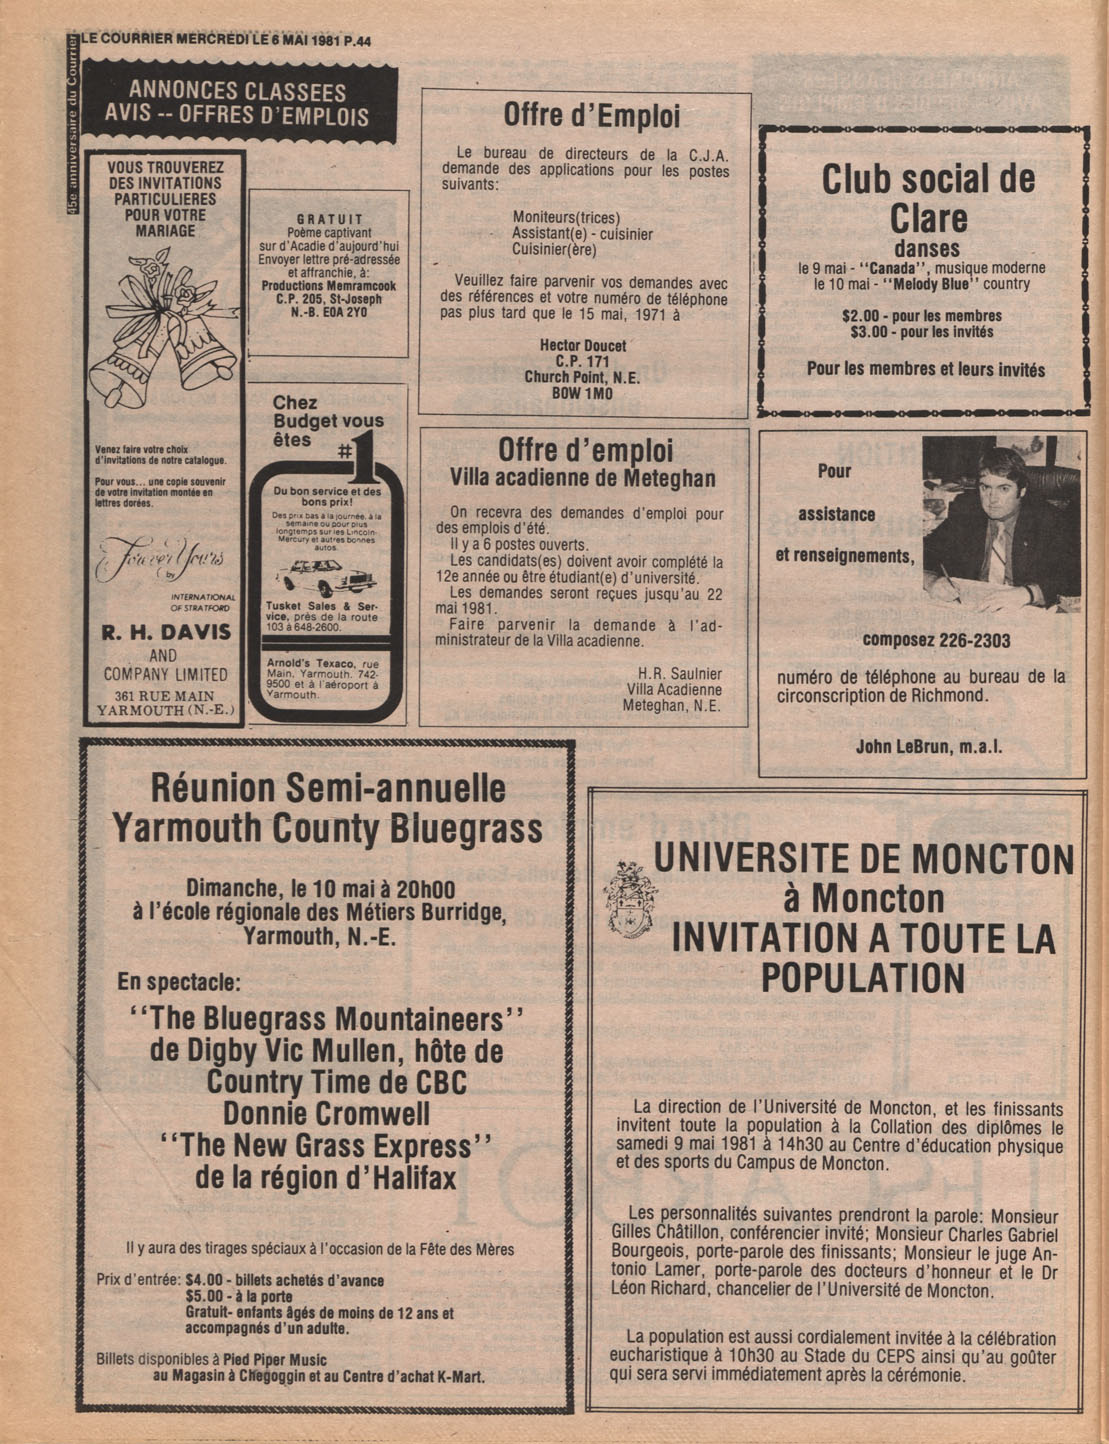 LE COURRIER MERCREDI LE 6 MAI 1981 P.44
45e anniversaire du Courrier
ANNONCES CLASSEES
AVIS -- OFFRES D'EMPLOIS
VOUS TROUVEREZ
DES INVITATIONS
PARTICULIERES
POUR VOTRE
MARIAGE
Venez faire votre choix
d'invitations de notre catalogue.
Pour vous... une copie souvenir
de votre invitation montée en
lettres dorées.
Forever Yours
by
INTERNATIONAL
OF STRATFORD
R. H. DAVIS
AND
COMPANY LIMITED
361 RUE MAIN
YARMOUTH (N.-E.)
GRATUIT
Poème captivant
sur d'Acadie d'aujourd'hui
Envoyer lettre pré-adressée
et affranchie, à:
Productions Memramcook
C.P. 205, St-Joseph
N.-B. E0A 2Y0
Chez
Budget vous
êtes
#1
Du bon service et des
bons prix!
Des prix bas à la journée, à la
semaine ou pour plus
longtemps sur les Lincoln-
Mercury et autres bonnes
autos.
Tusket Sales & Ser-
vice, près de la route
103 à 648-2600.
Arnold's Texaco, rue
Main, Yarmouth. 742-
9500 et à l'aéroport à
Yarmouth.
Offre d'Emploi
Le bureau de directeurs de la C.J.A.
demande des applications pour les postes
suivants:
Moniteurs(trices)
Assistant(e) - cuisinier
Cuisinier(ère)
Veuillez faire parvenir vos demandes avec
des références et votre numéro de téléphone
pas plus tard que le 15 mai, 1971 à
Hector Doucet
C.P. 171
Church Point, N.E.
BOW 1MO
Offre d'emploi
Villa acadienne de Meteghan
On recevra des demandes d'emploi pour
des emplois d'été.
Il y a 6 postes ouverts.
Les candidats(es) doivent avoir complété la
12e année ou être étudiant(e) d'université.
Les demandes seront reçues jusqu'au 22
mai 1981.
Faire parvenir la demande à l'ad-
ministrateur de la Villa acadienne.
H.R. Saulnier
Villa Acadienne
Meteghan, N.E.
Club social de
Clare
danses
le 9 mai - "Canada", musique moderne
le 10 mai - "Melody Blue" country
$2.00 - pour les membres
$3.00 - pour les invités
Pour les membres et leurs invités
Pour
assistance
et renseignements,
composez 226-2303
numéro de téléphone au bureau de la
circonscription de Richmond.
John LeBrun, m.a.l.
Réunion Semi-annuelle
Yarmouth County Bluegrass
Dimanche, le 10 mai à 20h00
à l'école régionale des Métiers Burridge,
Yarmouth, N.-E.
En spectacle:
"The Bluegrass Mountaineers"
de Digby Vic Mullen, hôte de
Country Time de CBC
Donnie Cromwell
"The New Grass Express"
de la région d'Halifax
Il y aura des tirages spéciaux à l'occasion de la Fête des Mères
Prix d'entrée: $4.00 - billets achetés d'avance
$5.00 - à la porte
Gratuit- enfants âgés de moins de 12 ans et
accompagnés d'un adulte.
Billets disponibles à Pied Piper Music
au Magasin à Chegoggin et au Centre d'achat K-Mart.
UNIVERSITE DE MONCTON
à Moncton
INVITATION A TOUTE LA
POPULATION
La direction de l'Université de Moncton, et les finissants
invitent toute la population à la Collation des diplômes le
samedi 9 mai 1981 à 14h30 au Centre d'éducation physique
et des sports du Campus de Moncton.
Les personnalités suivantes prendront la parole: Monsieur
Gilles Châtillon, conférencier invité; Monsieur Charles Gabriel
Bourgeois, porte-parole des finissants; Monsieur le juge An-
tonio Lamer, porte-parole des docteurs d'honneur et le Dr
Léon Richard, chancelier de l'Université de Moncton.
La population est aussi cordialement invitée à la célébration
eucharistique à 10h30 au Stade du CEPS ainsi qu'au goûter
qui sera servi immédiatement après la cérémonie.